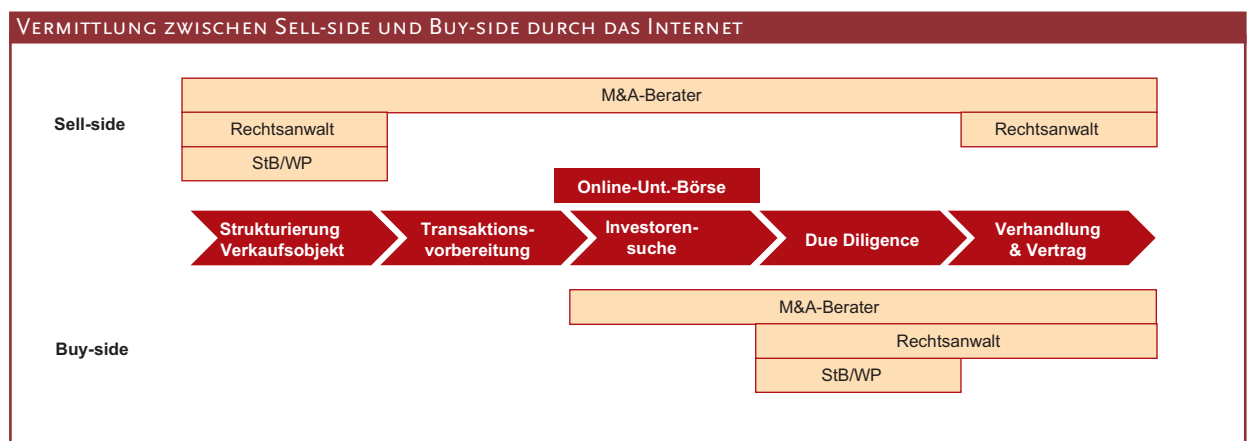 Vermittlung zwischen Sell-side und Buy-side durch das Internet
M&A-Berater
Sell-side
Rechtsanwalt
Rechtsanwalt
StB/WP
Online-Unt.-Börse
Strukturierung
Verkaufsobjekt
Transaktions-
vorbereitung
Investoren-
suche
Due Diligence
Verhandlung
& Vertrag
M&A-Berater
Rechtsanwalt
Buy-side
StB/WP